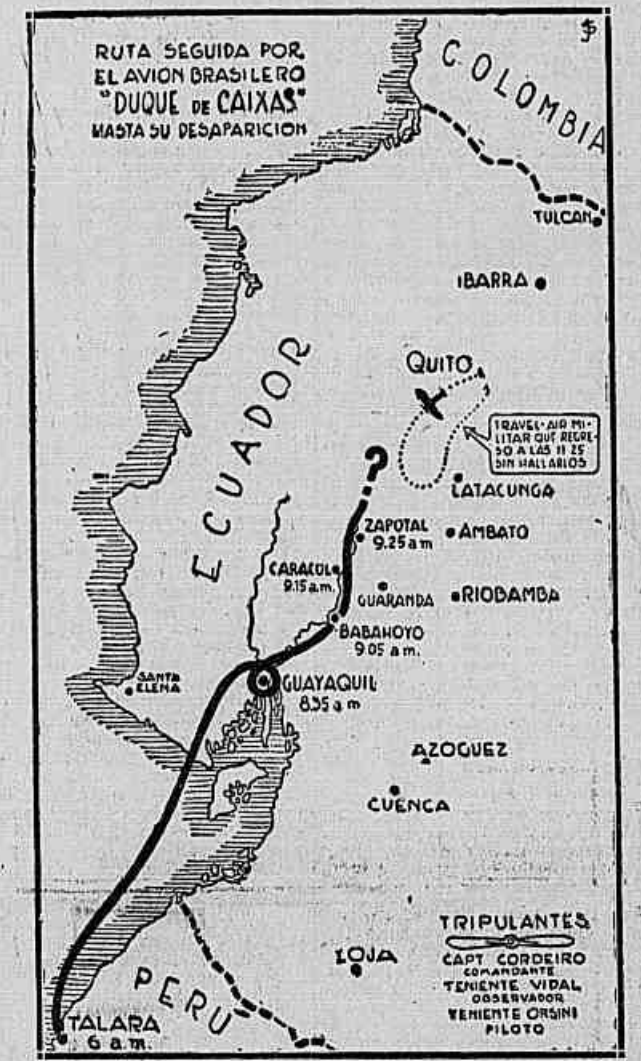 RUTA SEGUIDA POR
EL AVION BRASILERO
"DUQUE DE CAIXAS"
HASTA SU DESAPARICION
COLOMBIA
TULCAN
IBARRA
QUITO
TRAVEL-AIR MI-
LITAR QUE REGRE-
SO A LAS 11 25
SIN HALLARLOS
ECUADOR
?
LATACUNGA
ZAPOTAL
9.25 a m
AMBATO
CARACOL
9.15 a.m.
GUARANDA
RIOBAMBA
BABAHOYO
9.05 am.
SANTA
ELENA
GUAYAQUIL
8.35 a m
AZOGUEZ
CUENCA
LOJA
PERU
TALARA
6 a.m.
TRIPULANTES
CAPT CORDEIRO
COMANDANTE
TENIENTE VIDAL
OBSERVADOR
TENIENTE ORSINI
PILOTO